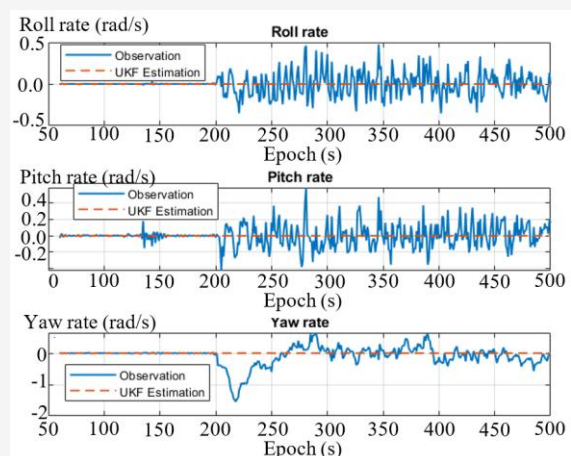 Roll rate (rad/s)
Roll rate
0.5
Observation
UKF Estimation
0.0
-0.5
50 100 150 200 250 300 350 400 450 500
Epoch (s)
Pitch rate (rad/s)
Pitch rate
0.4
Observation
UKF Estimation
0.2
0.0
-0.2
0 100 150 200 250 300 350 400 450 500
Epoch (s)
Yaw rate (rad/s)
Yaw rate
0
-1
Observation
UKF Estimation
-2
50 100 150 200 250 300 350 400 450 500
Epoch (s)